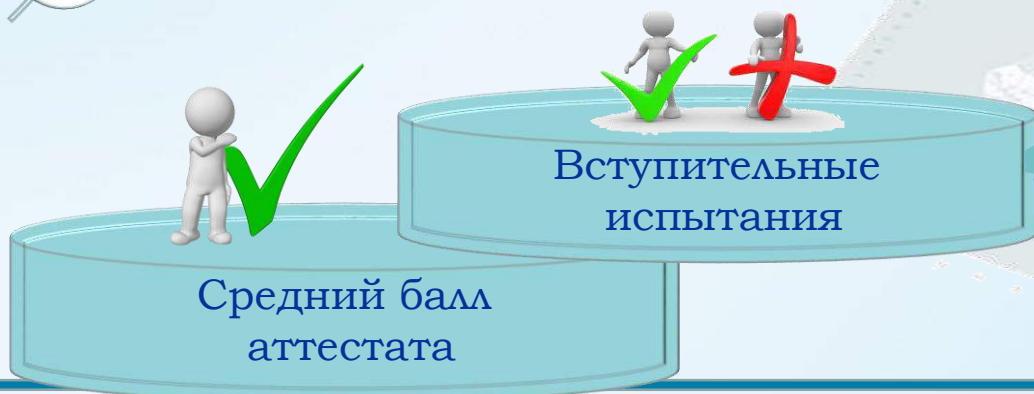 Вступительные
испытания
Средний балл
аттестата